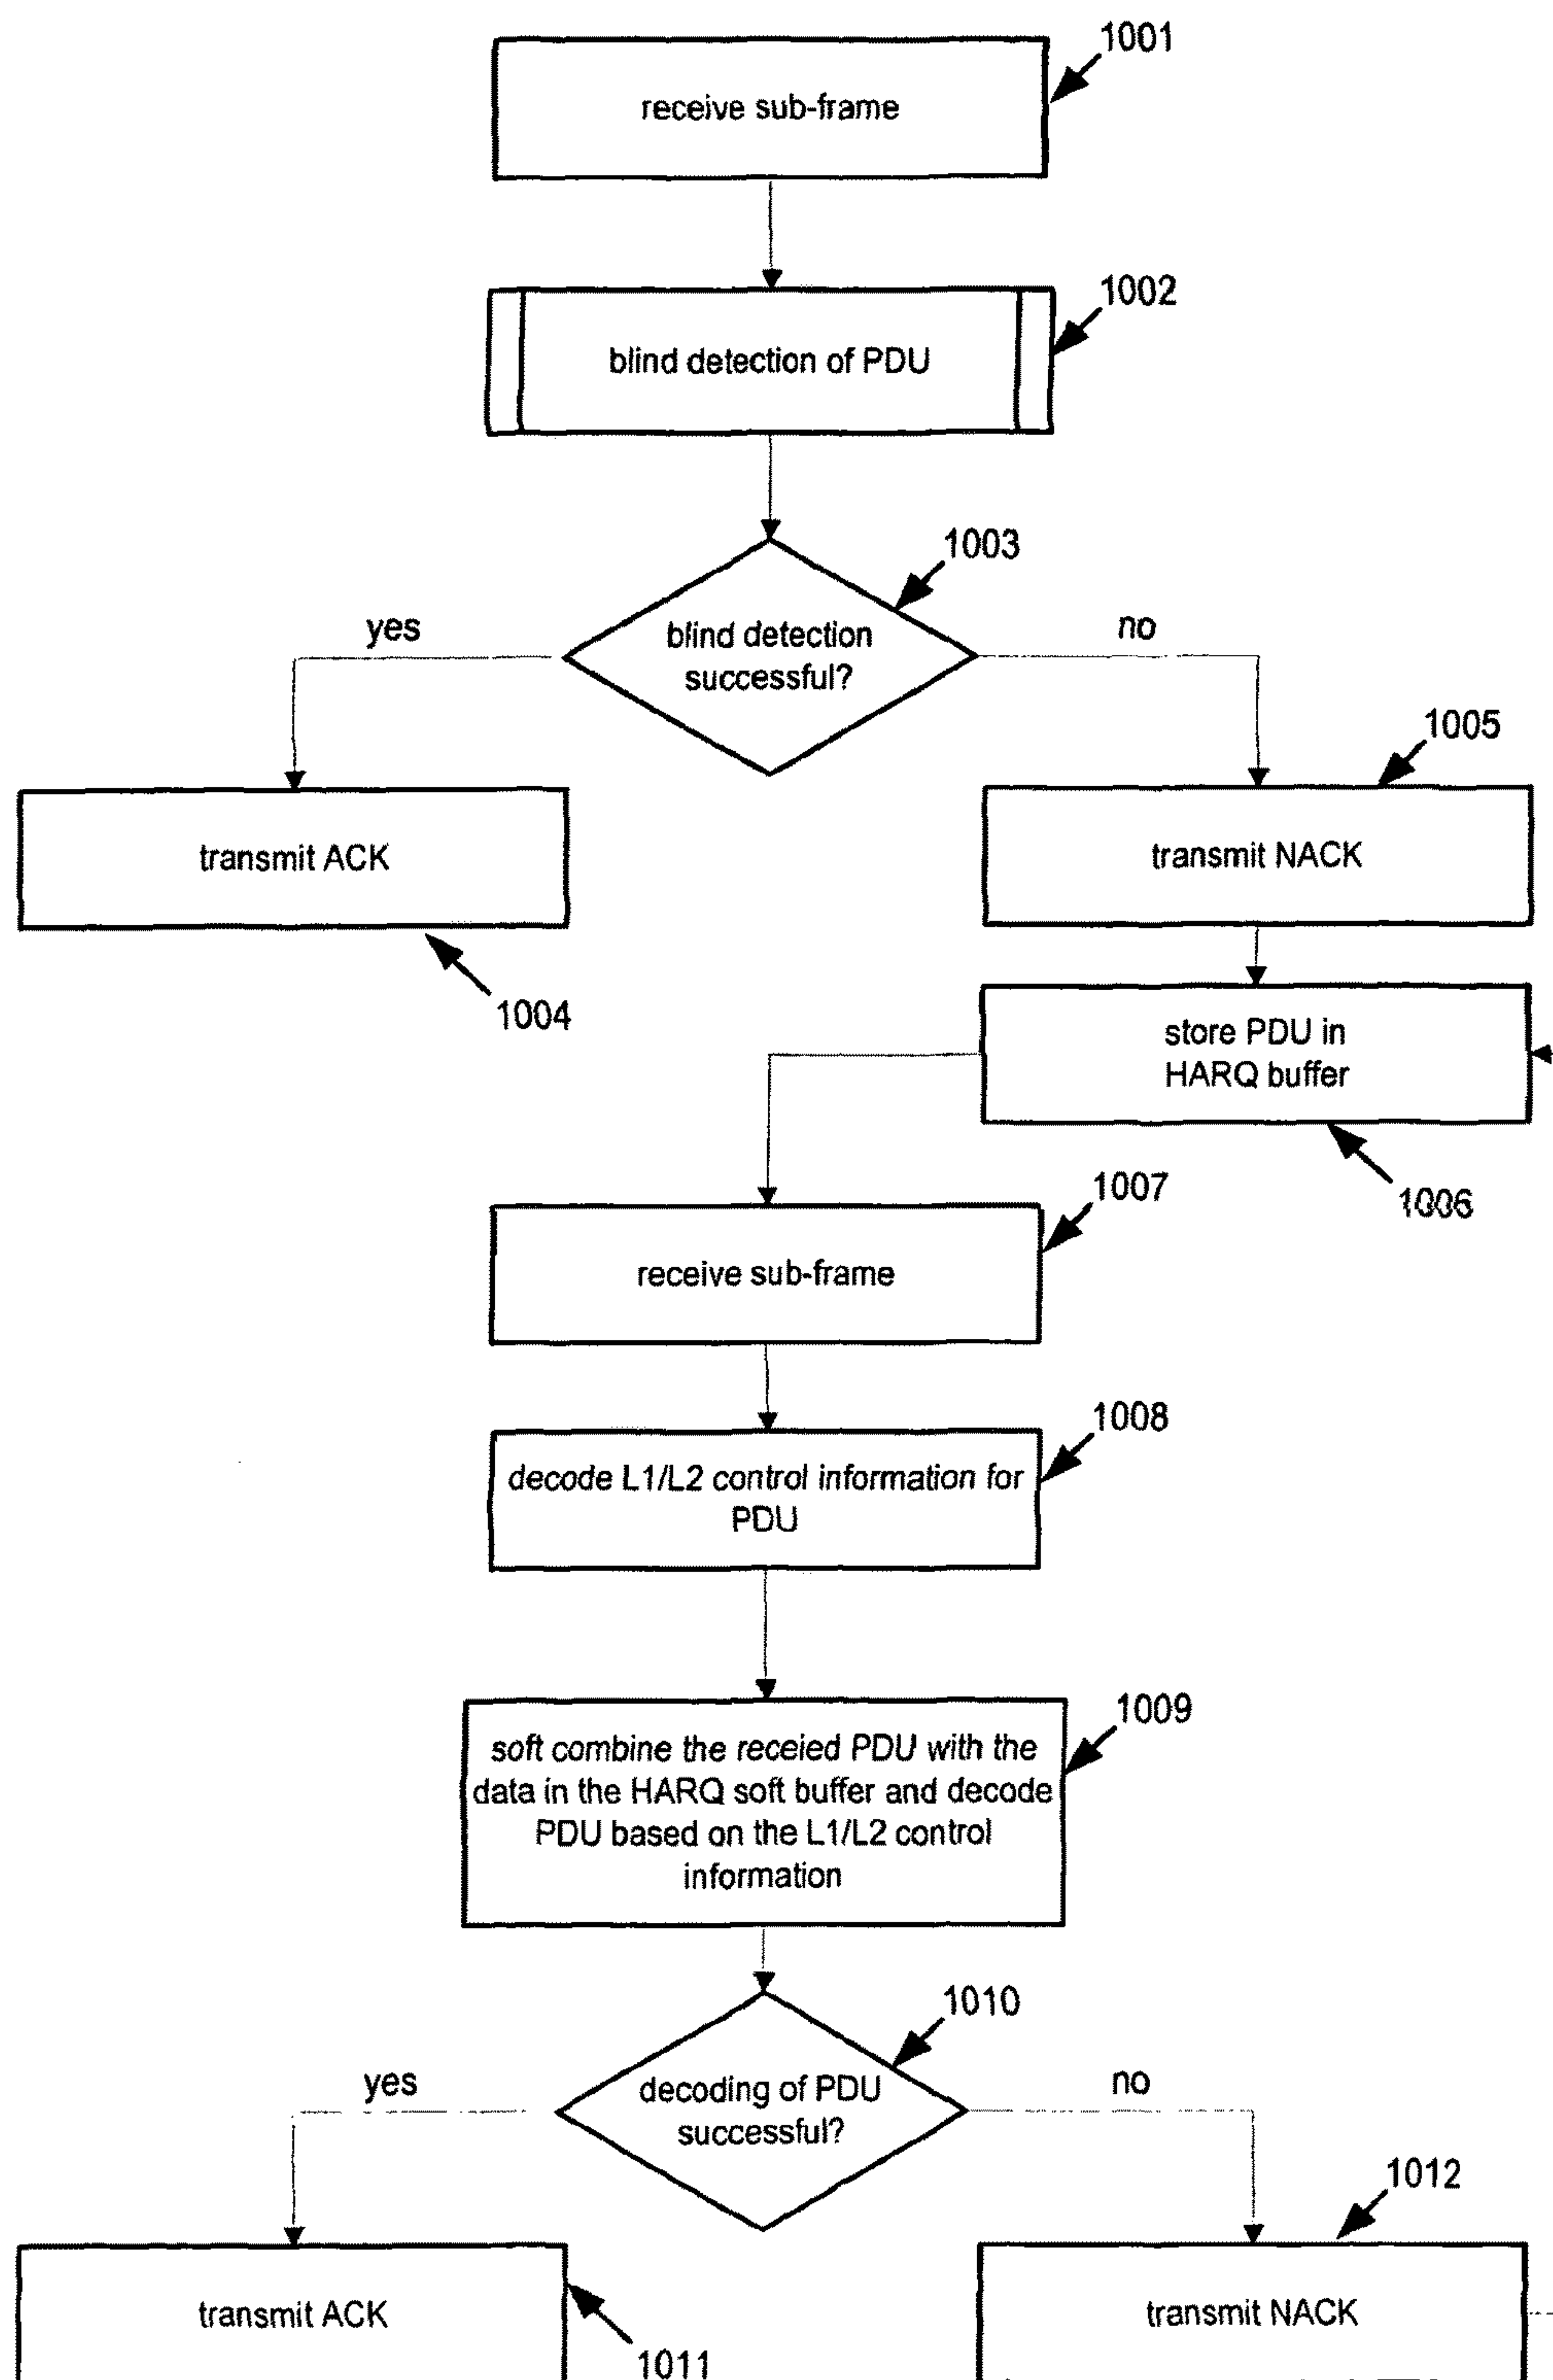 1001
receive sub-frame
1002
blind detection of PDU
1003
blind detection
successful?
yes
no
1005
transmit ACK
transmit NACK
1004
store PDU in
HARQ buffer
1006
1007
receive sub-frame
1008
decode L1/L2 control information for
PDU
1009
soft combine the receied PDU with the
data in the HARQ soft buffer and decode
PDU based on the L1/L2 control
information
1010
decoding of PDU
successful?
yes
no
1012
transmit ACK
transmit NACK
1011